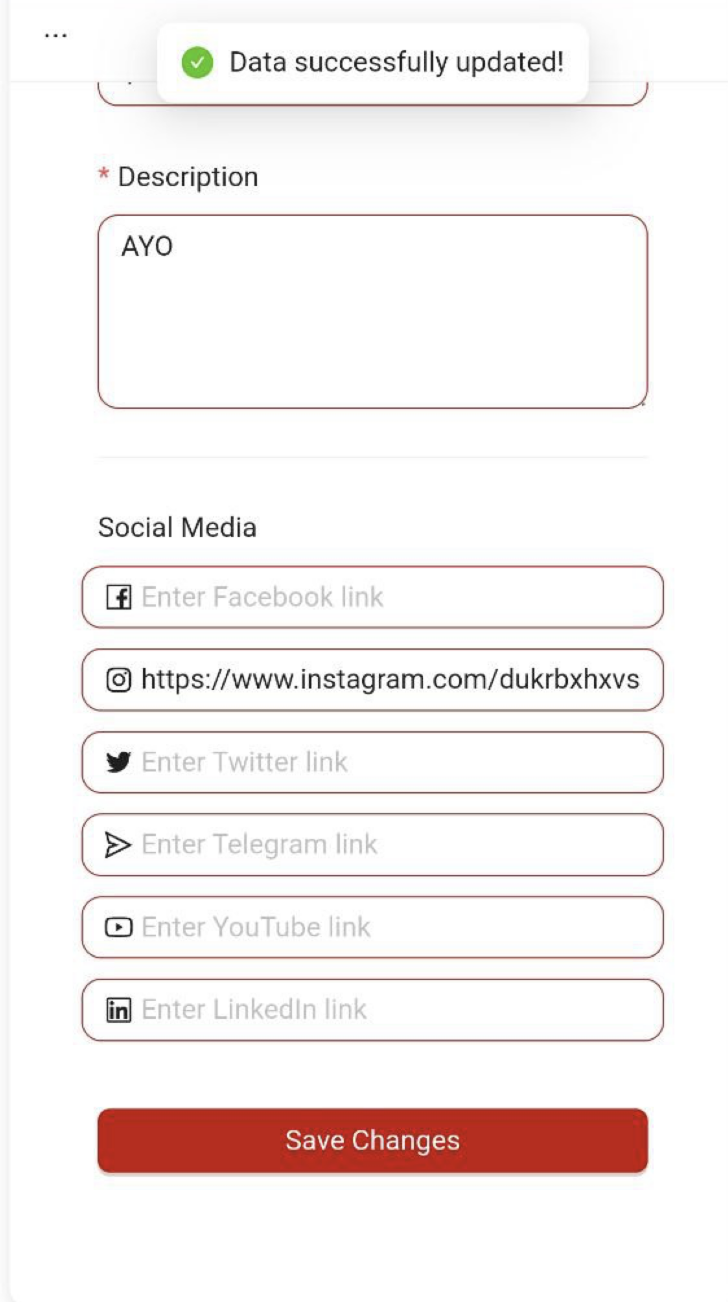 ...
Data successfully updated!
* Description
AYO
Social Media
Enter Facebook link
https://www.instagram.com/dukrbxhxvs
Enter Twitter link
Enter Telegram link
Enter YouTube link
Enter LinkedIn link
Save Changes